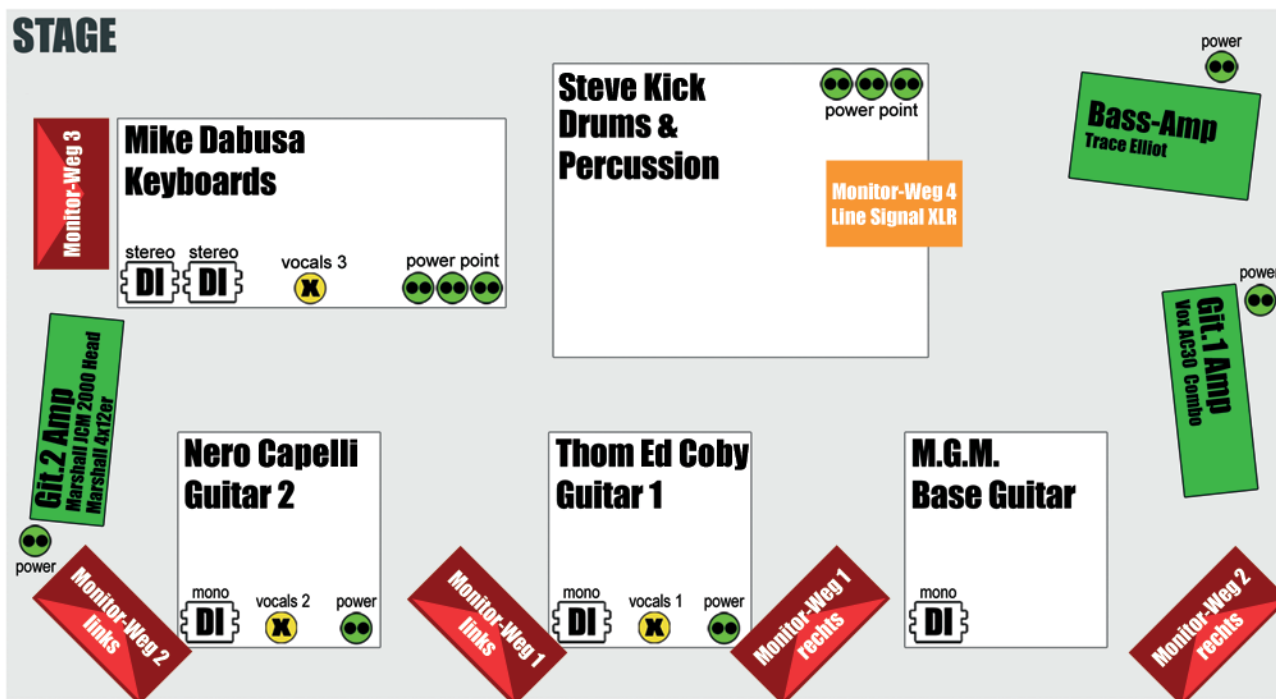 STAGE
power
Steve Kick
Drums &
Percussion
power point
Bass-Amp
Trace Elliot
Monitor-Weg 3
Mike Dabusa
Keyboards
Monitor-Weg 4
Line Signal XLR
stereo stereo
DI DI
vocals 3
X
power point
power
Git.1 Amp
Vox AC30 Combo
Git.2 Amp
Marshall JCM 2000 Head
Marshall 4x12er
power
Nero Capelli
Guitar 2
mono
DI
vocals 2
X
power
Thom Ed Coby
Guitar 1
mono
DI
vocals 1
X
power
M.G.M.
Base Guitar
mono
DI
Monitor-Weg 2
links
Monitor-Weg 1
links
Monitor-Weg 1
rechts
Monitor-Weg 2
rechts